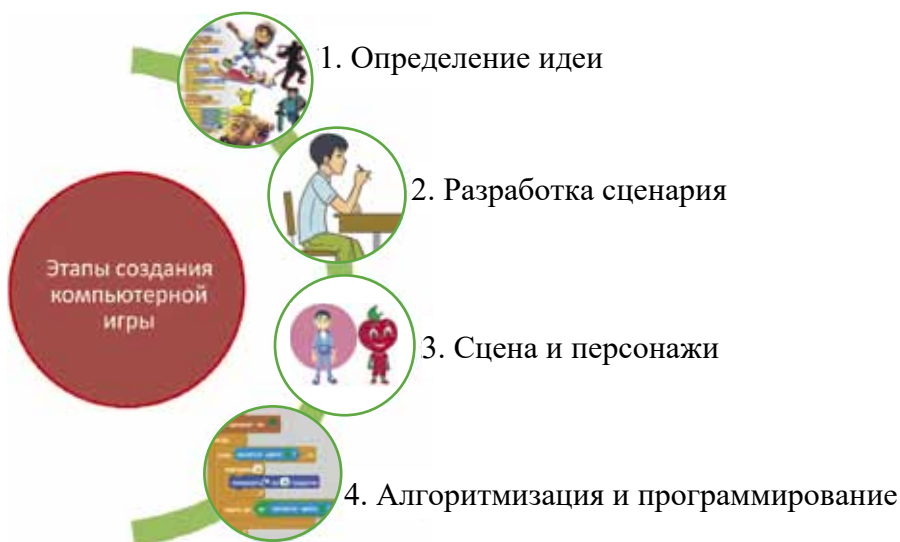 1. Определение идеи
2. Разработка сценария
Этапы создания
компьютерной
игры
3. Сцена и персонажи
4. Алгоритмизация и программирование